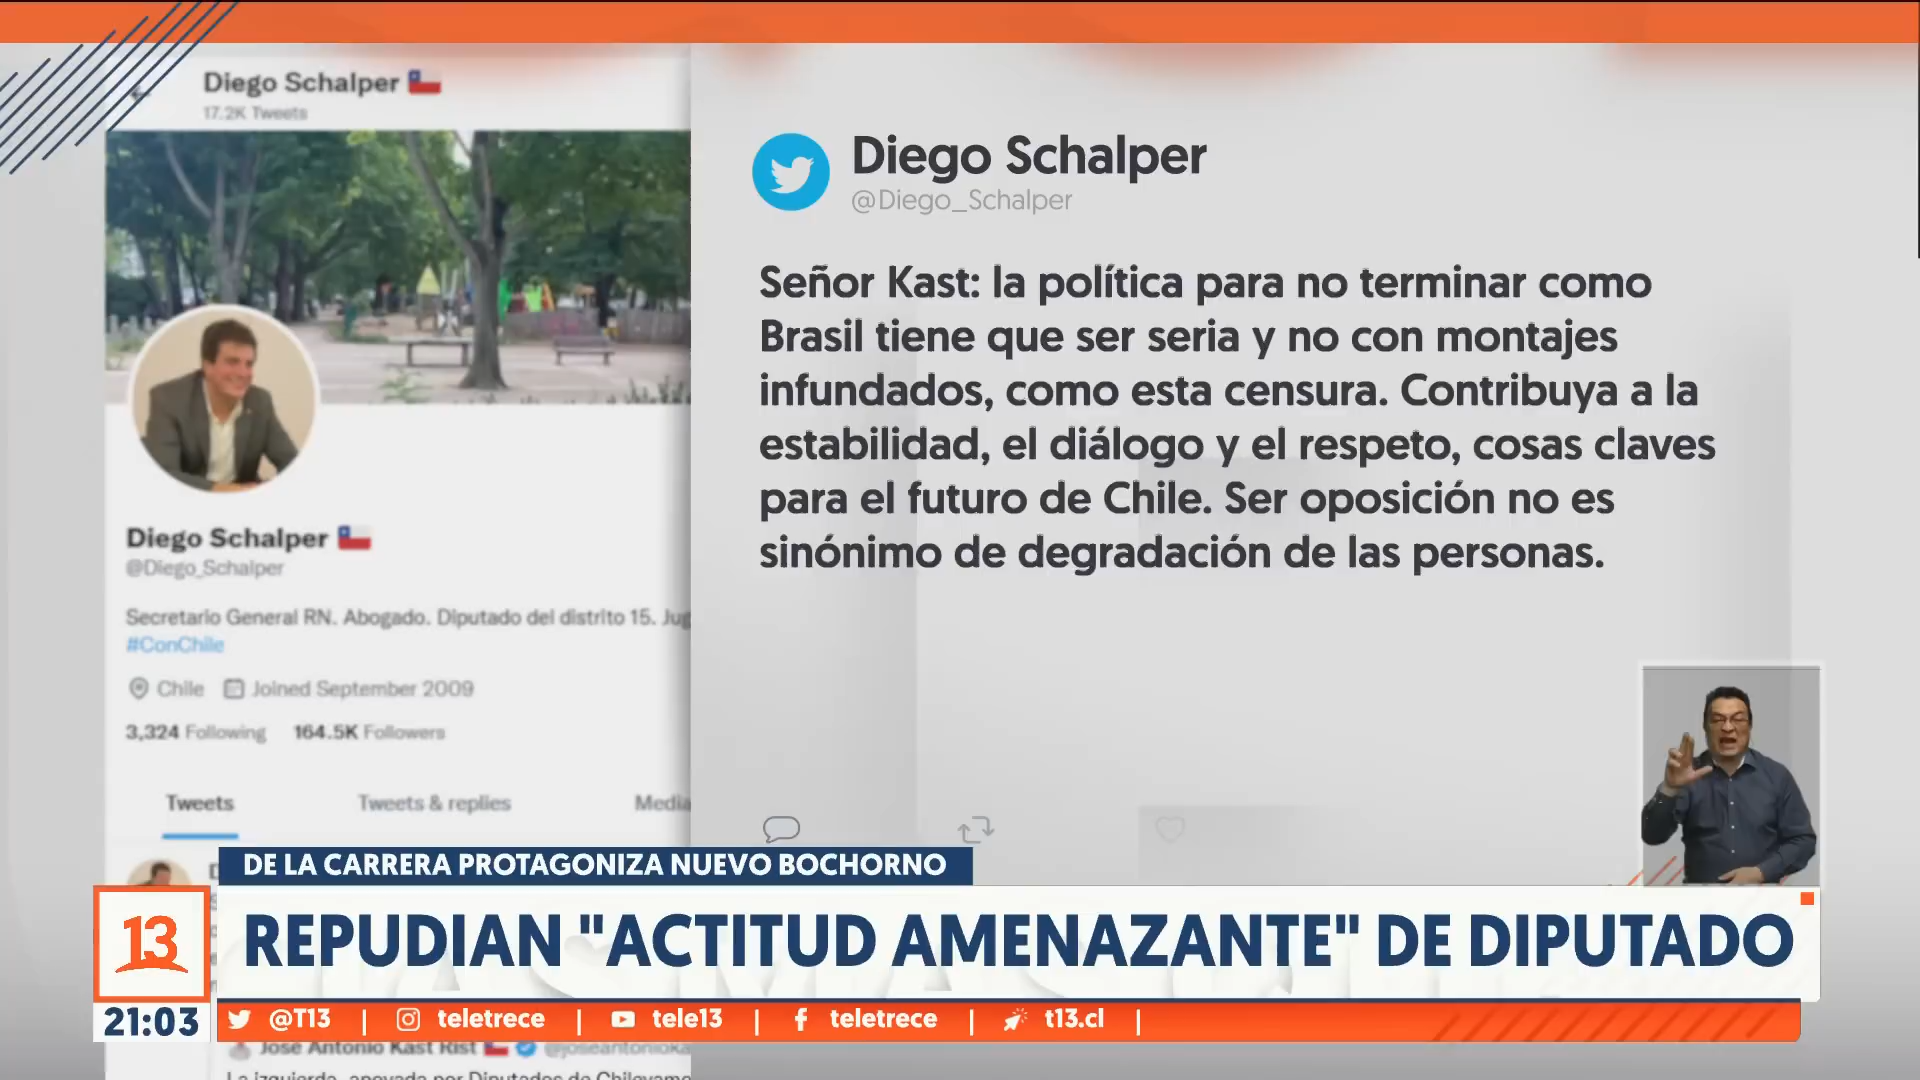 Diego Schalper
17.2K Tweets
Diego Schalper
@Diego_Schalper
Señor Kast: la política para no terminar como
Brasil tiene que ser seria y no con montajes
infundados, como esta censura. Contribuya a la
estabilidad, el diálogo y el respeto, cosas claves
para el futuro de Chile. Ser oposición no es
sinónimo de degradación de las personas.
Diego Schalper
@Diego_Schalper
Secretario General RN. Abogado. Diputado del distrito 15.
#ConChile
Chile Joined September 2009
3,324 Following 164.5K Followers
Tweets Tweets & replies Media
DE LA CARRERA PROTAGONIZA NUEVO BOCHORNO
REPUDIAN "ACTITUD AMENAZANTE" DE DIPUTADO
13
21:03
@T13 | teletrece | tele13 | teletrece | t13.cl |
José Antonio Kast Rist